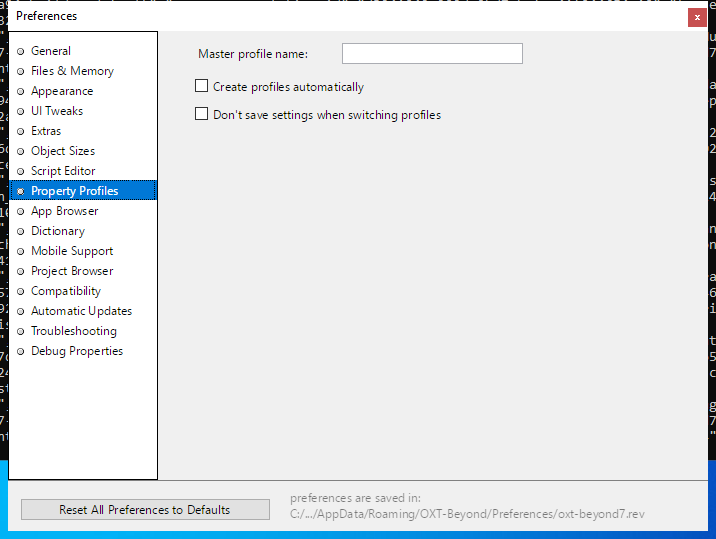 Preferences
x
General
Files & Memory
Appearance
UI Tweaks
Extras
Object Sizes
Script Editor
Property Profiles
App Browser
Dictionary
Mobile Support
Project Browser
Compatibility
Automatic Updates
Troubleshooting
Debug Properties
Master profile name:
Create profiles automatically
Don't save settings when switching profiles
Reset All Preferences to Defaults
preferences are saved in:
C:/.../AppData/Roaming/OXT-Beyond/Preferences/oxt-beyond7.rev